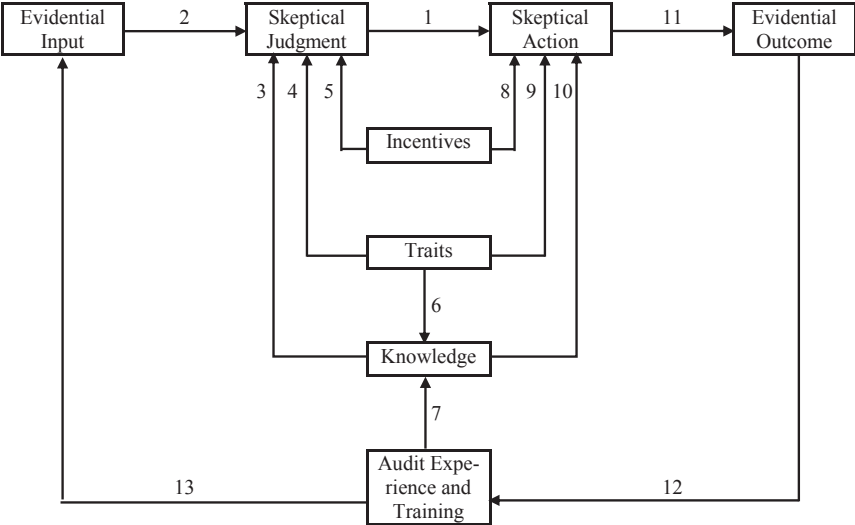 2
1
11
Evidential
Input
Skeptical
Judgment
Skeptical
Action
Evidential
Outcome
3
4
5
8
9
10
Incentives
Traits
6
Knowledge
7
Audit Expe-
rience and
Training
13
12